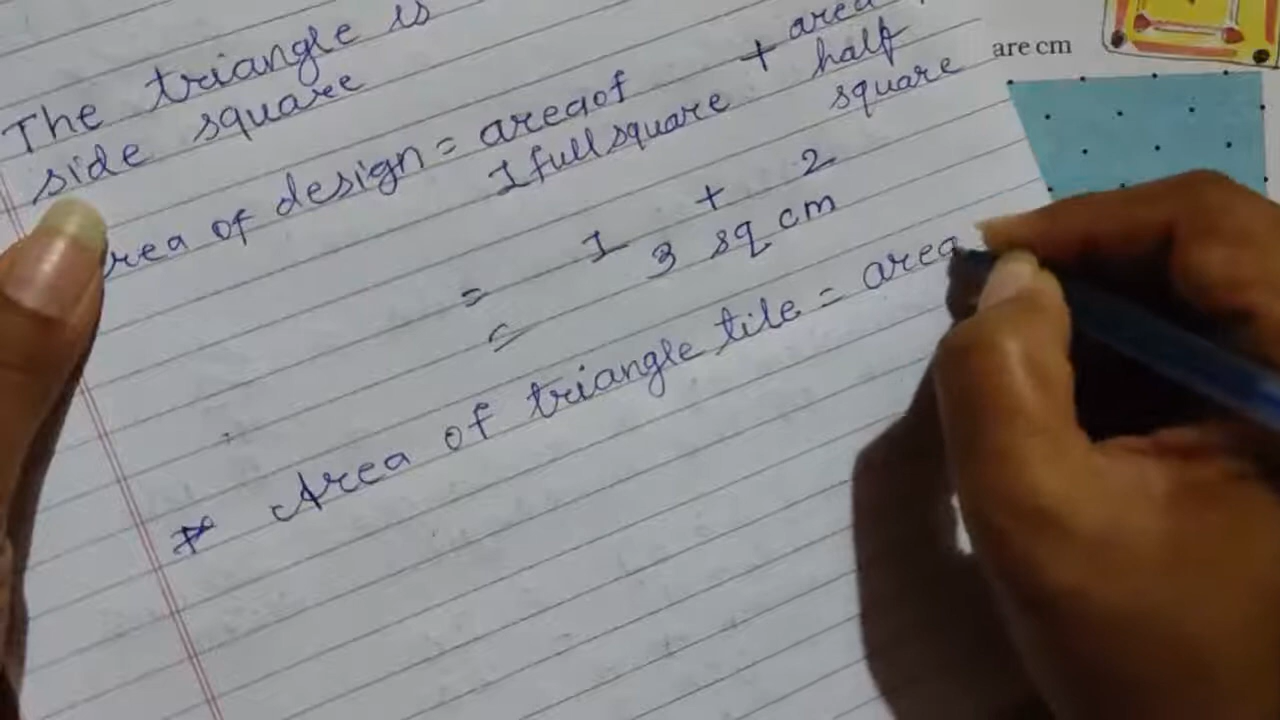 The triangle is
side square
rea of design = area of + area
1 full square half
square
= 1 + 2
= 3 sq cm
* Area of triangle tile = area
are cm